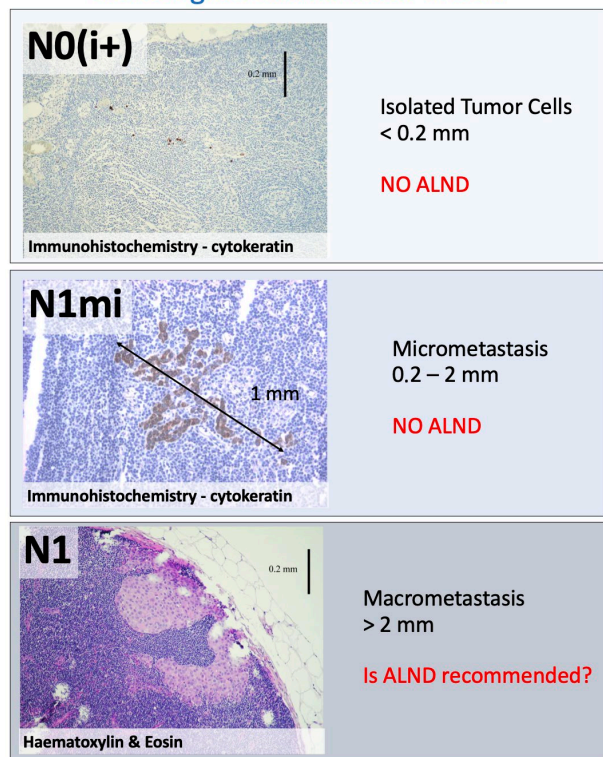 N0(i+)
0.2 mm
Immunohistochemistry - cytokeratin
Isolated Tumor Cells
< 0.2 mm
NO ALND
N1mi
1 mm
Immunohistochemistry - cytokeratin
Micrometastasis
0.2 – 2 mm
NO ALND
N1
0.2 mm
Haematoxylin & Eosin
Macrometastasis
> 2 mm
Is ALND recommended?